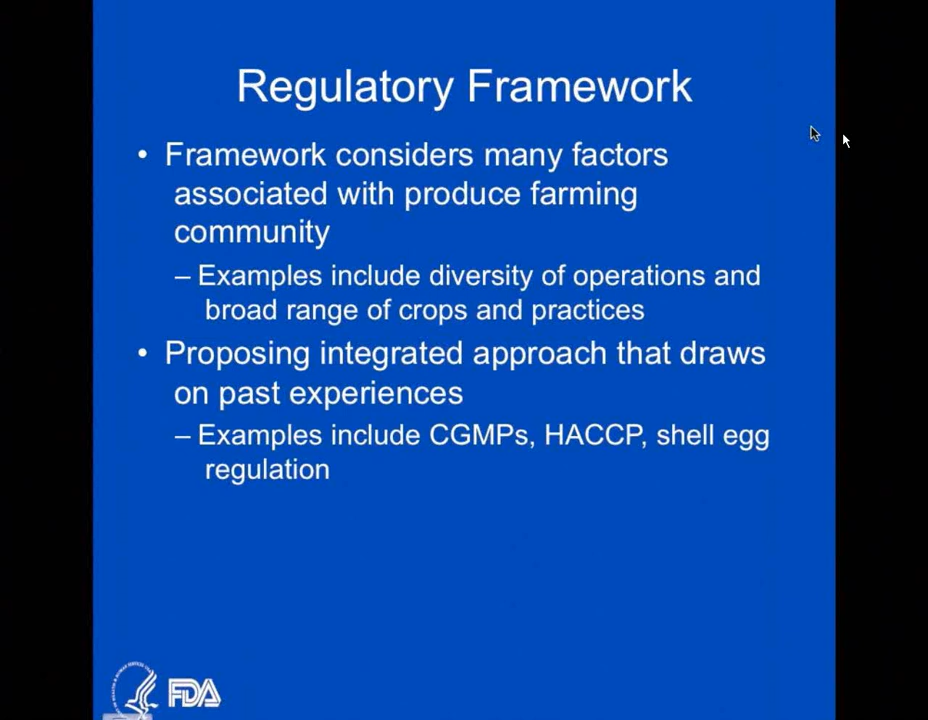 Regulatory Framework
• Framework considers many factors
associated with produce farming
community
– Examples include diversity of operations and
broad range of crops and practices
• Proposing integrated approach that draws
on past experiences
– Examples include CGMPs, HACCP, shell egg
regulation
FDA